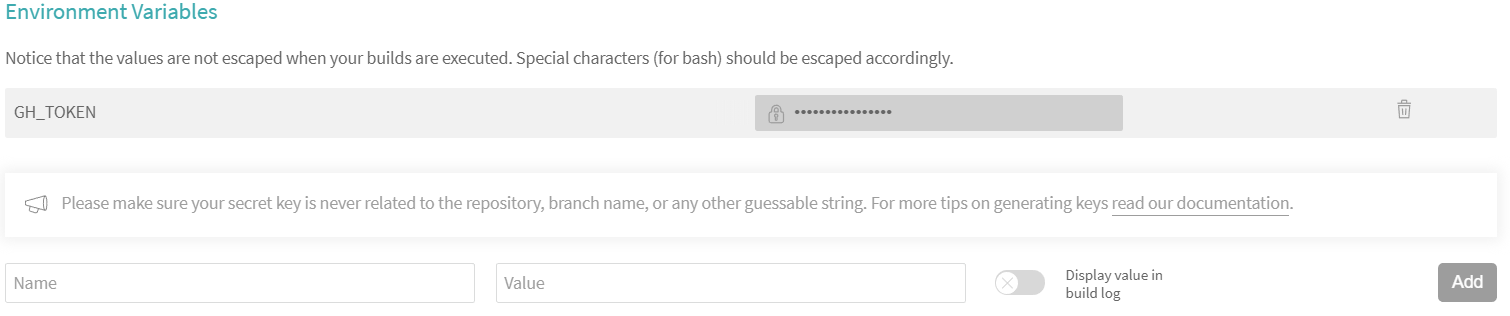 Environment Variables
Notice that the values are not escaped when your builds are executed. Special characters (for bash) should be escaped accordingly.
GH_TOKEN ••••••••••••••••
Please make sure your secret key is never related to the repository, branch name, or any other guessable string. For more tips on generating keys read our documentation.
Name Value Display value in Add
build log